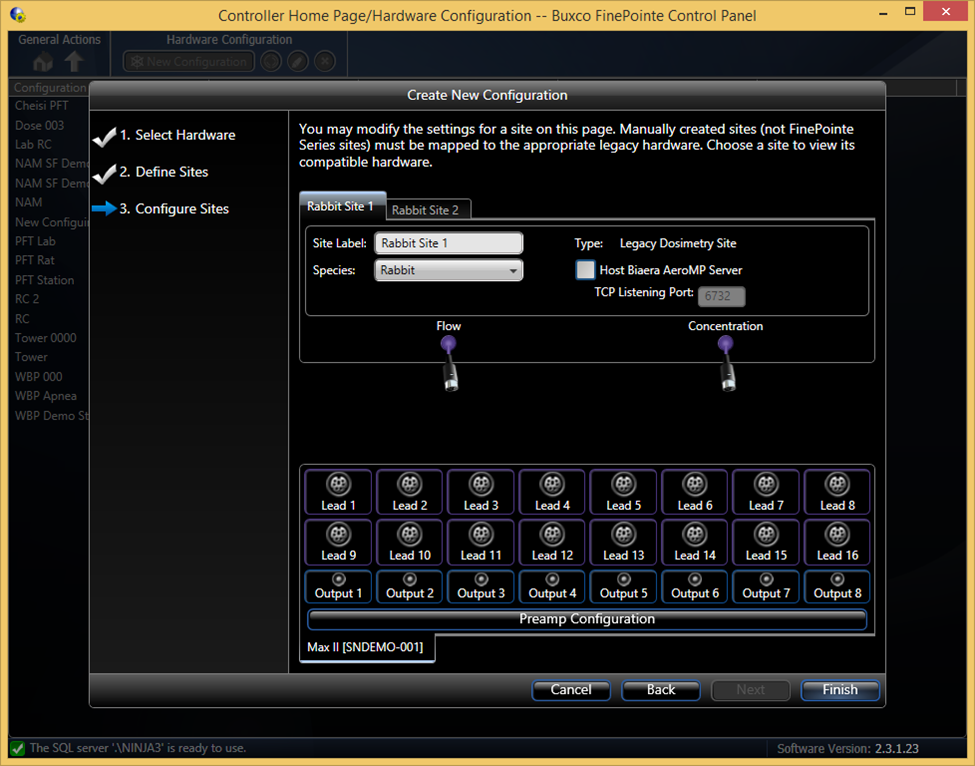 Controller Home Page/Hardware Configuration -- Buxco FinePointe Control Panel
General Actions
Hardware Configuration
New Configuration
Configuration
Cheisi PFT
Dose 003
Lab RC
NAM SF Demo
NAM SF Demo
NAM
New Configuir
PFT Lab
PFT Rat
PFT Station
RC 2
RC
Tower 0000
Tower
WBP 000
WBP Apnea
WBP Demo St
Create New Configuration
1. Select Hardware
2. Define Sites
3. Configure Sites
You may modify the settings for a site on this page. Manually created sites (not FinePointe
Series sites) must be mapped to the appropriate legacy hardware. Choose a site to view its
compatible hardware.
Rabbit Site 1
Rabbit Site 2
Site Label: Rabbit Site 1
Type: Legacy Dosimetry Site
Species: Rabbit
Host Biaera AeroMP Server
TCP Listening Port: 6732
Flow
Concentration
Lead 1 Lead 2 Lead 3 Lead 4 Lead 5 Lead 6 Lead 7 Lead 8
Lead 9 Lead 10 Lead 11 Lead 12 Lead 13 Lead 14 Lead 15 Lead 16
Output 1 Output 2 Output 3 Output 4 Output 5 Output 6 Output 7 Output 8
Preamp Configuration
Max II [SNDEMO-001]
Cancel Back Next Finish
The SQL server '.\NINJA3' is ready to use.
Software Version: 2.3.1.23